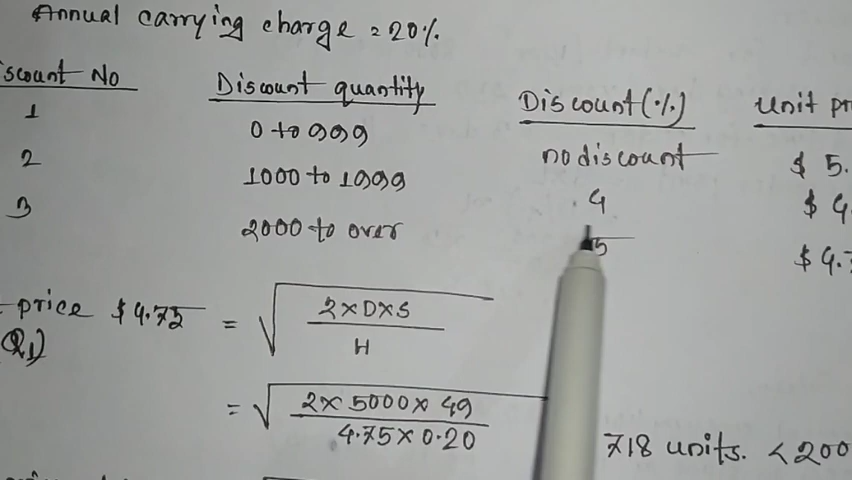 Annual carrying charge = 20%.
iscount No Discount quantity Discount (%) Unit pr
1 0 to 999 no discount $ 5.
2 1000 to 1999 4 $ 4.
3 2000 to over 5 $ 4.7
price $4.75 = √ 2×D×S
(Q1) H
= √ 2× 5000× 49
4.75×0.20 718 units. < 200